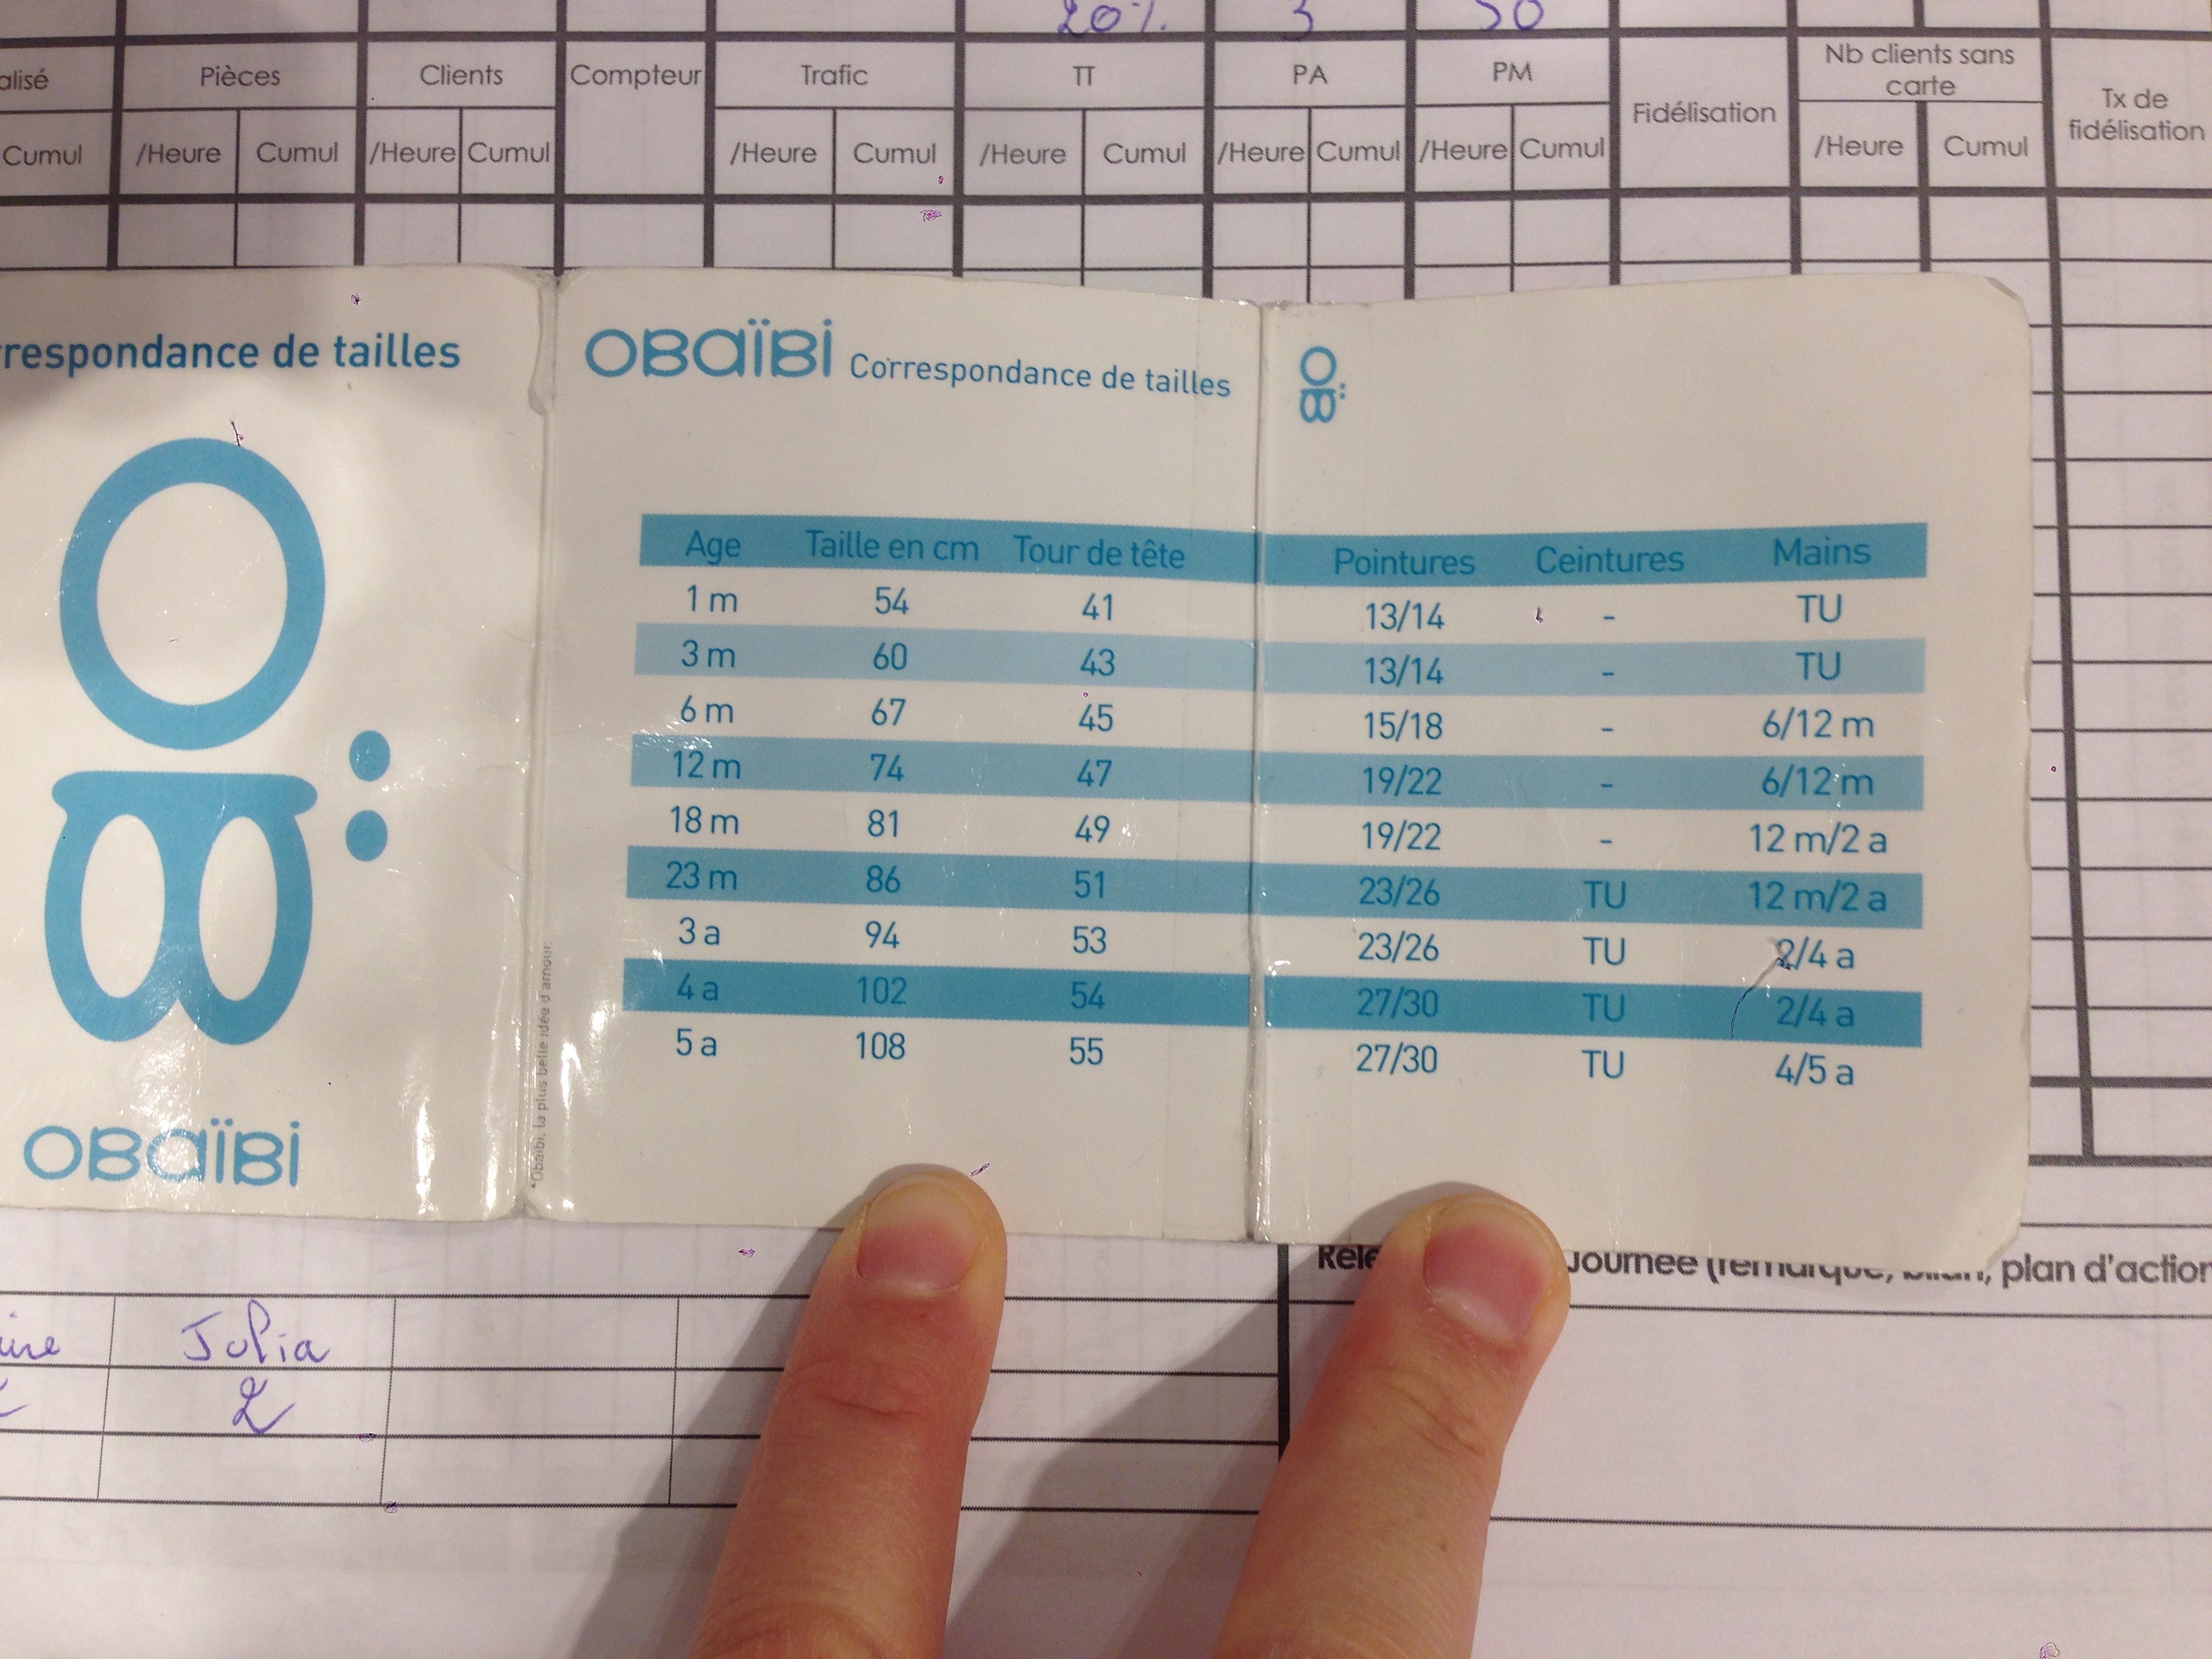 20% 3 50
alisé Pièces Clients Compteur Trafic TT PA PM Fidélisation Nb clients sans carte Tx de fidélisation
Cumul /Heure Cumul /Heure Cumul /Heure Cumul /Heure Cumul /Heure Cumul /Heure Cumul /Heure Cumul
rrespondance de tailles
OBaïBi
*Obaïbi, la plus belle idée d'amour.
OBaïBi Correspondance de tailles
Age Taille en cm Tour de tête Pointures Ceintures Mains
1 m 54 41 13/14 - TU
3 m 60 43 13/14 - TU
6 m 67 45 15/18 - 6/12 m
12 m 74 47 19/22 - 6/12 m
18 m 81 49 19/22 - 12 m/2 a
23 m 86 51 23/26 TU 12 m/2 a
3 a 94 53 23/26 TU 2/4 a
4 a 102 54 27/30 TU 2/4 a
5 a 108 55 27/30 TU 4/5 a
Journée (remarque, bilan, plan d'action
Julia
2